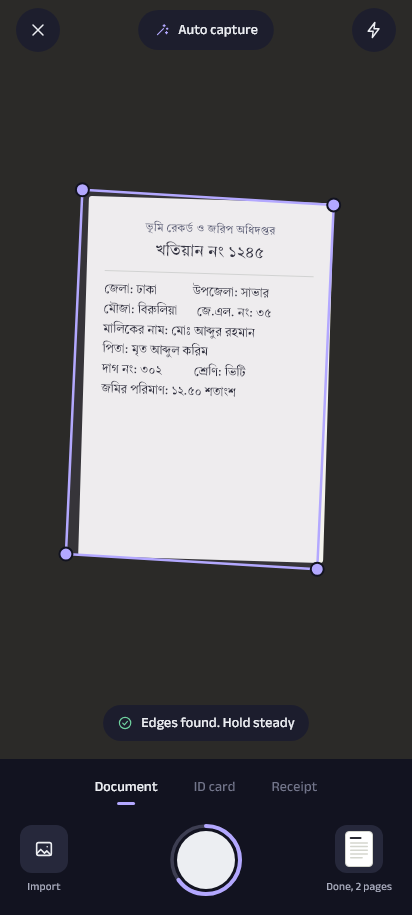 Auto capture
ভূমি রেকর্ড ও জরিপ অধিদপ্তর
খতিয়ান নং ১২৪৫
জেলা: ঢাকা উপজেলা: সাভার
মৌজা: বিরুলিয়া জে.এল. নং: ৩৫
মালিকের নাম: মোঃ আব্দুর রহমান
পিতা: মৃত আব্দুল করিম
দাগ নং: ৩০২ শ্রেণি: ভিটি
জমির পরিমাণ: ১২.৫০ শতাংশ
Edges found. Hold steady
Document ID card Receipt
Import Done, 2 pages